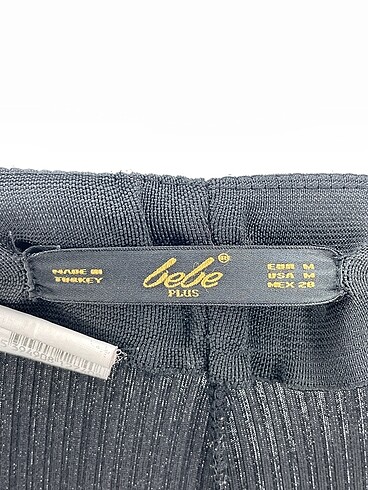 MADE IN
TURKEY
bebe®
PLUS
EUR M
USA M
MEX 28